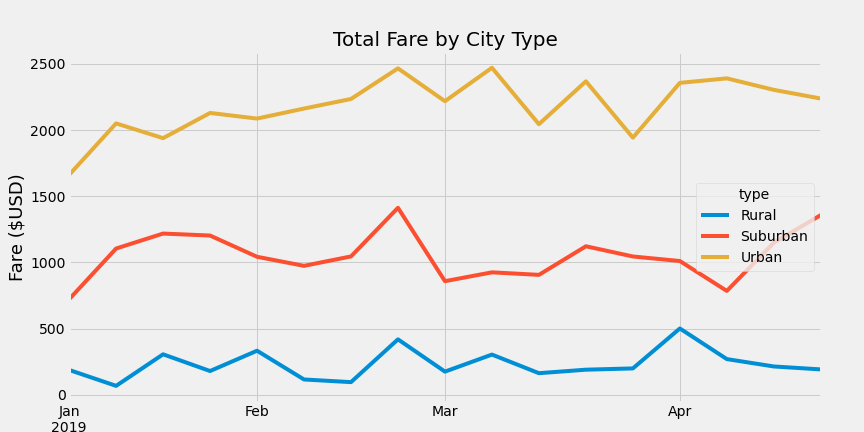 Total Fare by City Type
Fare ($USD)
2500
2000
1500
1000
500
0
type
Rural
Suburban
Urban
Jan
2019
Feb
Mar
Apr